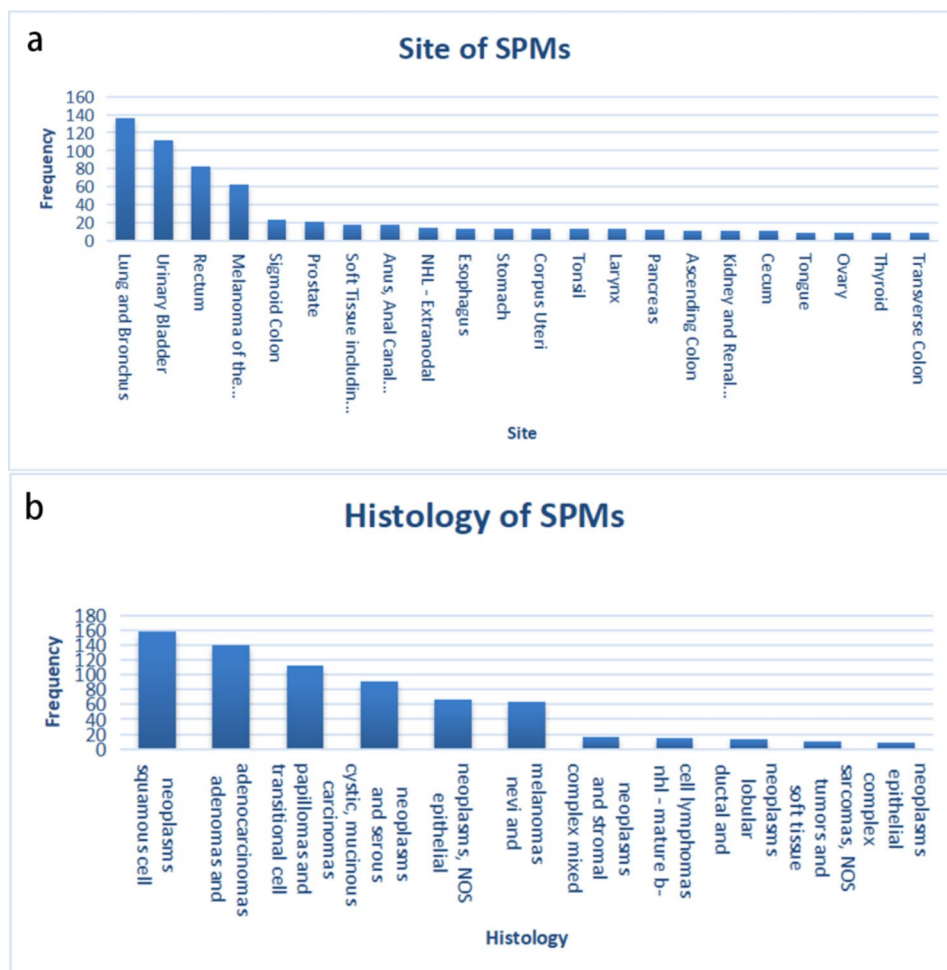 a
Site of SPMs
Frequency
160
140
120
100
80
60
40
20
0
Lung and Bronchus
Urinary Bladder
Rectum
Melanoma of the...
Sigmoid Colon
Prostate
Soft Tissue includin...
Anus, Anal Canal...
NHL - Extranodal
Esophagus
Stomach
Corpus Uteri
Tonsil
Larynx
Pancreas
Ascending Colon
Kidney and Renal...
Cecum
Tongue
Ovary
Thyroid
Transverse Colon
Site
b
Histology of SPMs
Frequency
180
160
140
120
100
80
60
40
20
0
squamous cell
neoplasms
adenomas and
adenocarcinomas
transitional cell
papillomas and
carcinomas
cystic, mucinous
and serous
neoplasms
epithelial
neoplasms, NOS
nevi and
melanomas
complex mixed
and stromal
neoplasms
nhl - mature b-
cell lymphomas
ductal and
lobular
neoplasms
soft tissue
tumors and
sarcomas, NOS
complex
epithelial
neoplasms
Histology